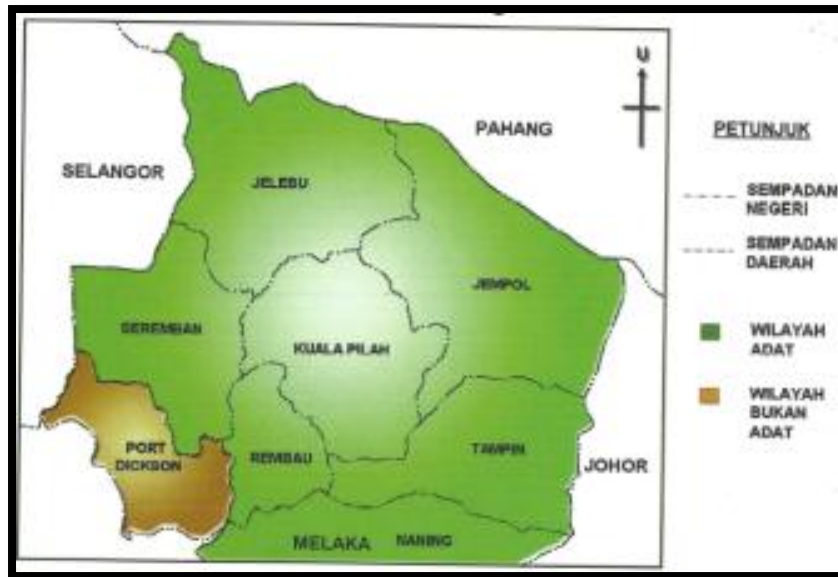 U
PAHANG
PETUNJUK
SELANGOR
JELEBU
SEMPADAN
NEGERI
SEMPADAN
DAERAH
JEMPOL
SEREMBAN
KUALA PILAH
WILAYAH
ADAT
WILAYAH
BUKAN
ADAT
PORT
DICKSON
REMBAU
TAMPIN
JOHOR
MELAKA
NANING